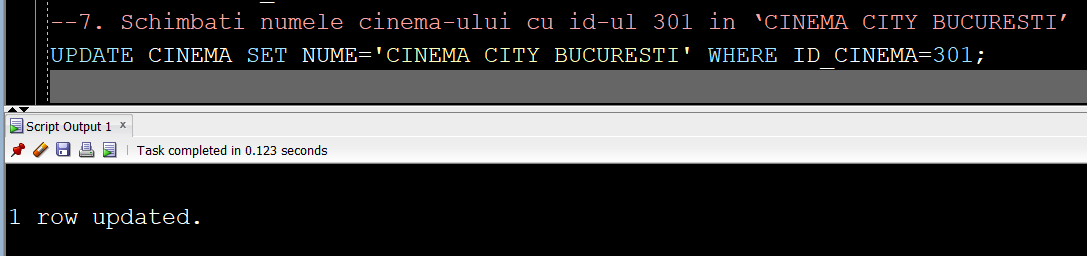 --7. Schimbati numele cinema-ului cu id-ul 301 in ‘CINEMA CITY BUCURESTI’
UPDATE CINEMA SET NUME='CINEMA CITY BUCURESTI' WHERE ID_CINEMA=301;
Script Output 1 x
Task completed in 0.123 seconds
1 row updated.